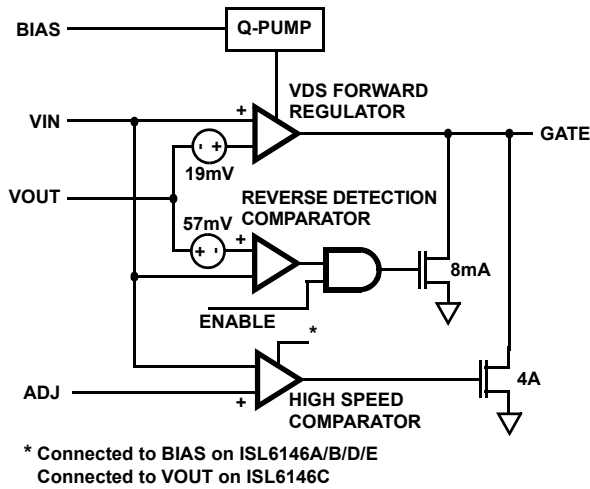 BIAS
Q-PUMP
VDS FORWARD
REGULATOR
+
VIN
GATE
- +
19mV
VOUT
REVERSE DETECTION
COMPARATOR
57mV
+
+ -
8mA
ENABLE
*
4A
ADJ
+
HIGH SPEED
COMPARATOR
* Connected to BIAS on ISL6146A/B/D/E
Connected to VOUT on ISL6146C